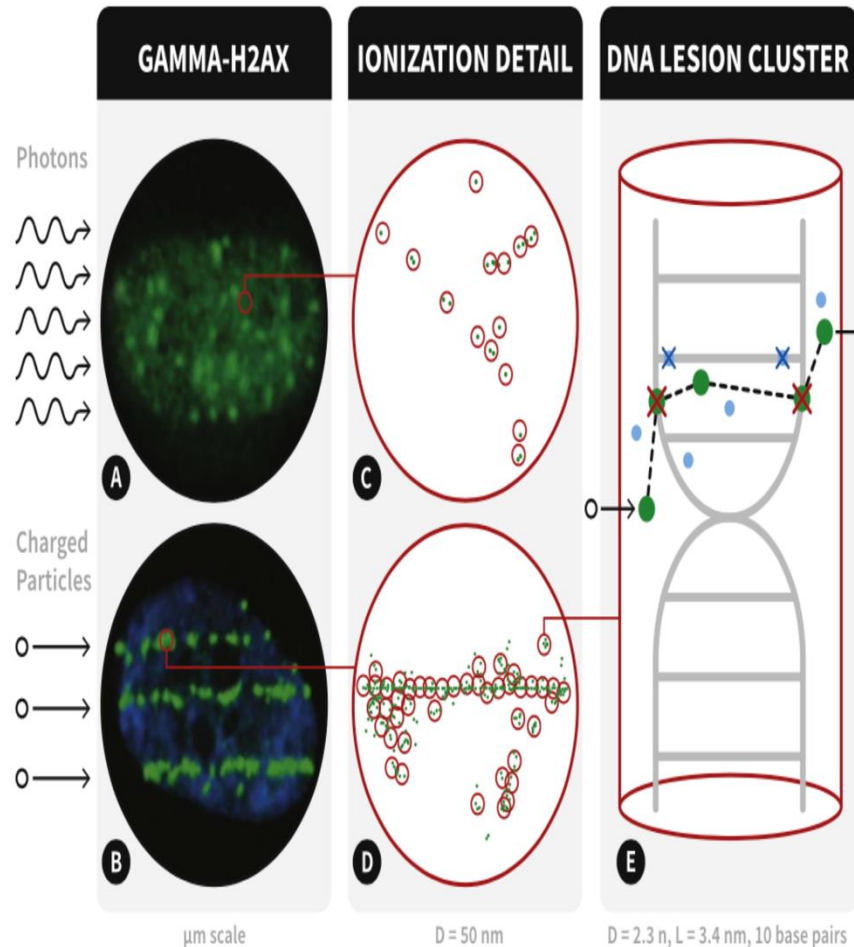 GAMMA-H2AX
IONIZATION DETAIL
DNA LESION CLUSTER
Photons
A
C
Charged
Particles
B
D
E
μm scale
D = 50 nm
D = 2.3 n, L = 3.4 nm, 10 base pairs